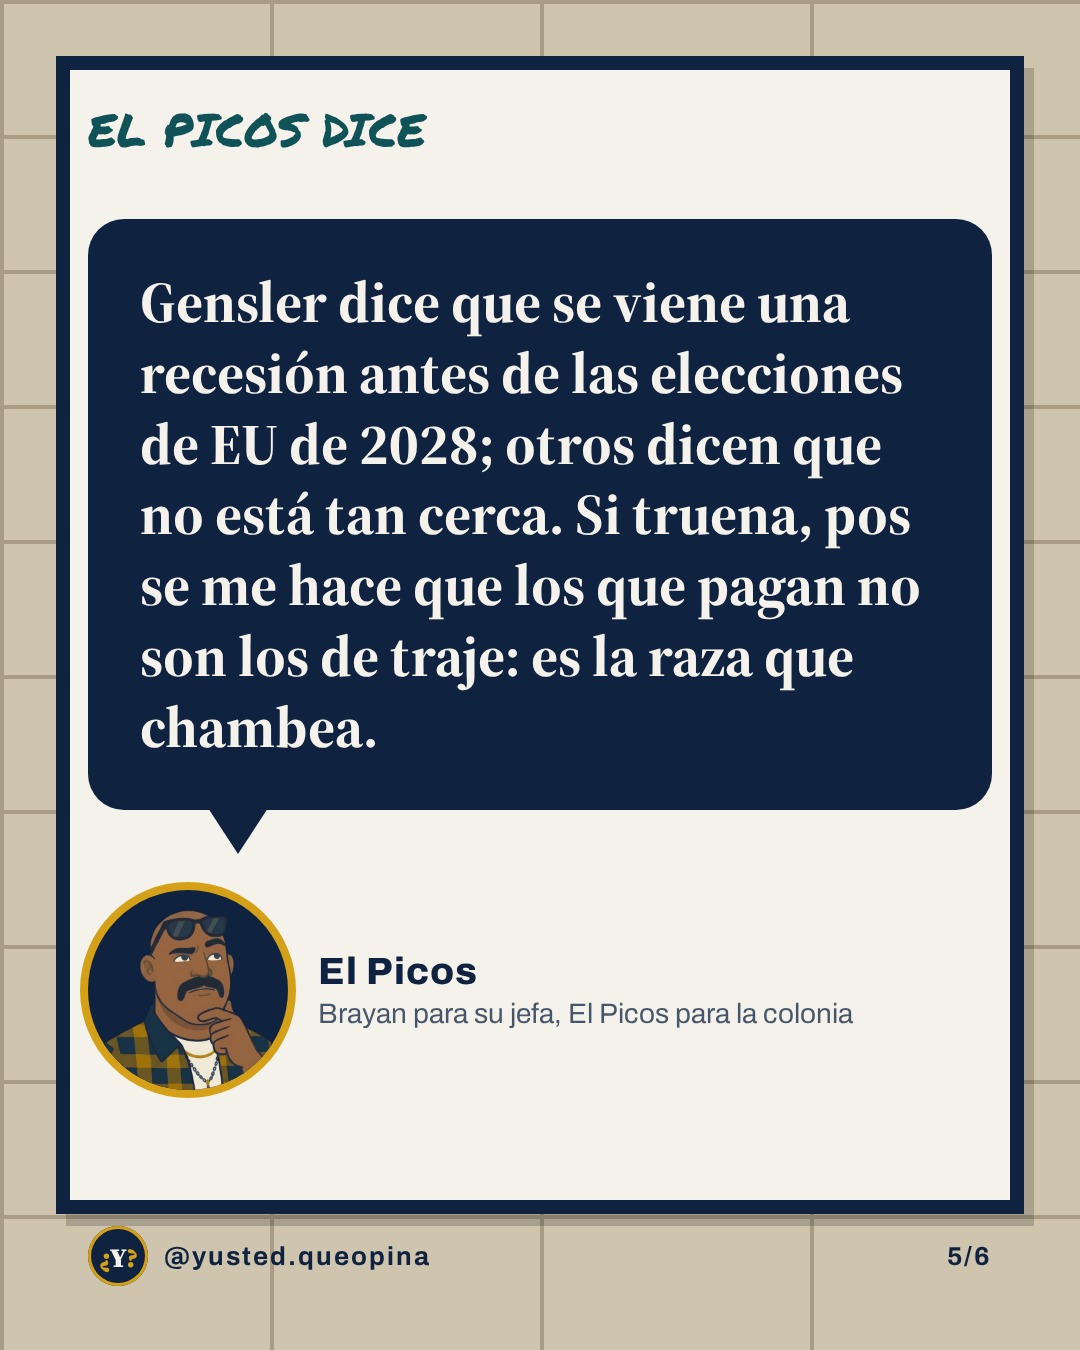 EL PICOS DICE
Gensler dice que se viene una
recesión antes de las elecciones
de EU de 2028; otros dicen que
no está tan cerca. Si truena, pos
se me hace que los que pagan no
son los de traje: es la raza que
chambea.
El Picos
Brayan para su jefa, El Picos para la colonia
¿Y?
@yusted.queopina
5/6